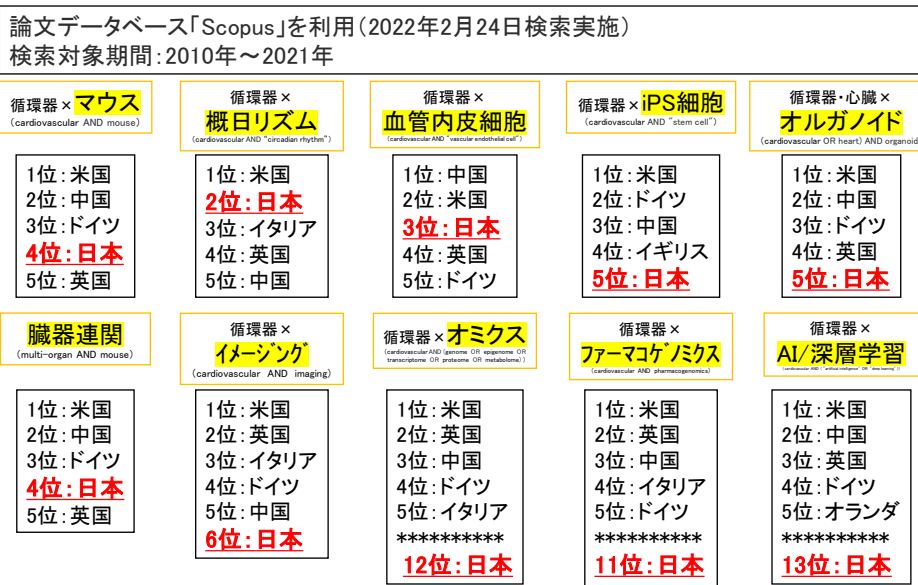 論文データベース「Scopus」を利用(2022年2月24日検索実施)
検索対象期間:2010年~2021年
循環器×マウス
(cardiovascular AND mouse)
1位:米国
2位:中国
3位:ドイツ
4位:日本
5位:英国
循環器×
概日リズム
(cardiovascular AND "circadian rhythm")
1位:米国
2位:日本
3位:イタリア
4位:英国
5位:中国
循環器×
血管内皮細胞
(cardiovascular AND "vascular endothelial cell")
1位:中国
2位:米国
3位:日本
4位:英国
5位:ドイツ
循環器×iPS細胞
(cardiovascular AND "stem cell")
1位:米国
2位:ドイツ
3位:中国
4位:イギリス
5位:日本
循環器・心臓×
オルガノイド
(cardiovascular OR heart) AND organoid
1位:米国
2位:中国
3位:ドイツ
4位:英国
5位:日本
臓器連関
(multi-organ AND mouse)
1位:米国
2位:中国
3位:ドイツ
4位:日本
5位:英国
循環器×
イメージング
(cardiovascular AND imaging)
1位:米国
2位:英国
3位:イタリア
4位:ドイツ
5位:中国
6位:日本
循環器×オミクス
(cardiovascular AND (genome OR epigenome OR
transcriptome OR proteome OR metabolome))
1位:米国
2位:英国
3位:中国
4位:ドイツ
5位:イタリア
**********
12位:日本
循環器×
ファーマコゲノミクス
(cardiovascular AND pharmacogenomics)
1位:米国
2位:英国
3位:中国
4位:イタリア
5位:ドイツ
**********
11位:日本
循環器×
AI/深層学習
(cardiovascular AND ("artificial intelligence" OR "deep learning"))
1位:米国
2位:中国
3位:英国
4位:ドイツ
5位:オランダ
**********
13位:日本